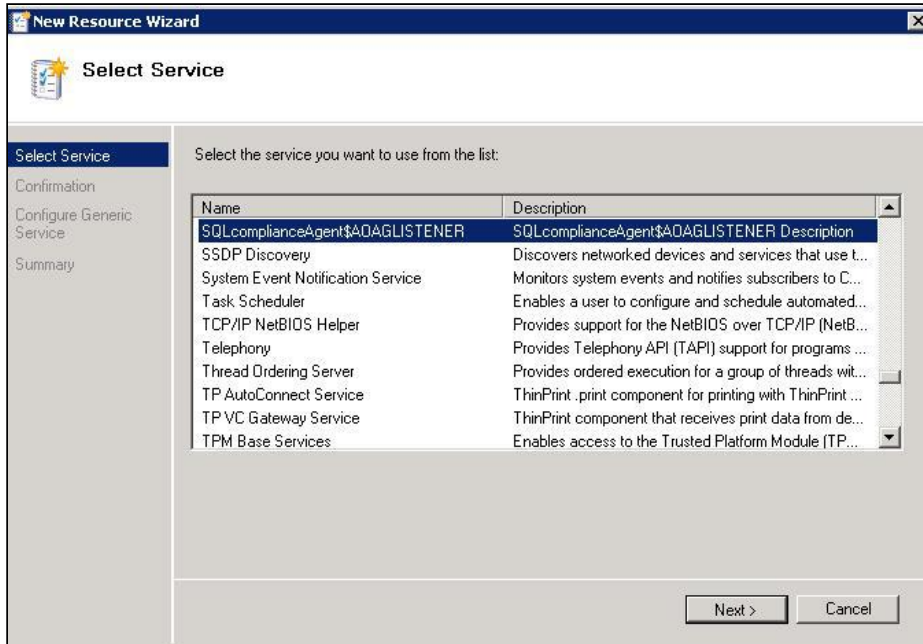 New Resource Wizard
Select Service
Select Service
Confirmation
Configure Generic
Service
Summary
Select the service you want to use from the list:
Name Description
SQLcomplianceAgent$AOAGLISTENER SQLcomplianceAgent$AOAGLISTENER Description
SSDP Discovery Discovers networked devices and services that use t...
System Event Notification Service Monitors system events and notifies subscribers to C...
Task Scheduler Enables a user to configure and schedule automated...
TCP/IP NetBIOS Helper Provides support for the NetBIOS over TCP/IP (NetB...
Telephony Provides Telephony API (TAPI) support for programs ...
Thread Ordering Server Provides ordered execution for a group of threads wit...
TP AutoConnect Service ThinPrint .print component for printing with ThinPrint ...
TP VC Gateway Service ThinPrint component that receives print data from de...
TPM Base Services Enables access to the Trusted Platform Module (TP...
Next > Cancel